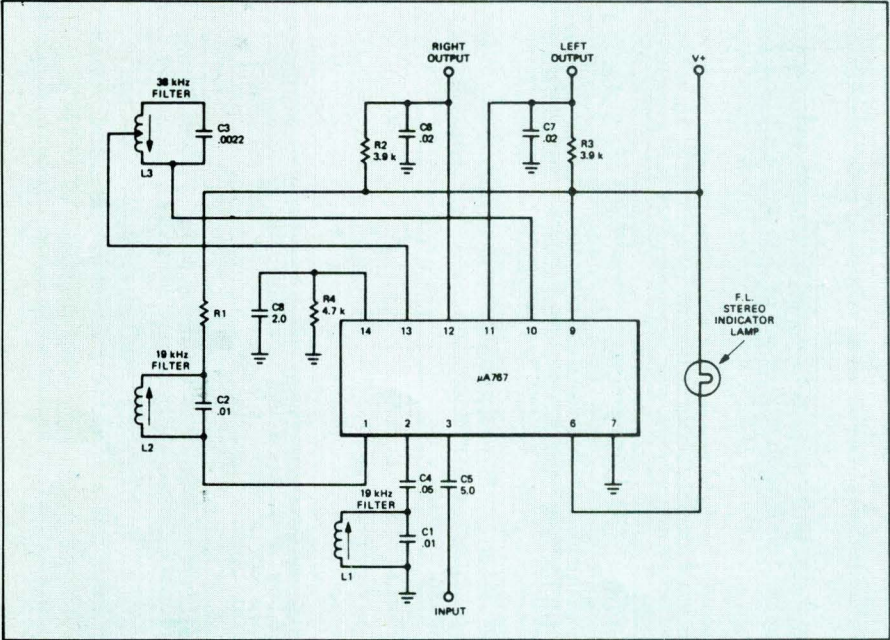 RIGHT
OUTPUT
LEFT
OUTPUT
V+
38 kHz
FILTER
C3
.0022
L3
R2
3.9 k
C6
.02
C7
.02
R3
3.9 k
R1
C8
2.0
R4
4.7 k
14
13
12
11
10
9
F.L.
STEREO
INDICATOR
LAMP
19 kHz
FILTER
C2
.01
L2
µA767
1
2
3
6
7
C4
.05
C5
5.0
19 kHz
FILTER
C1
.01
L1
INPUT